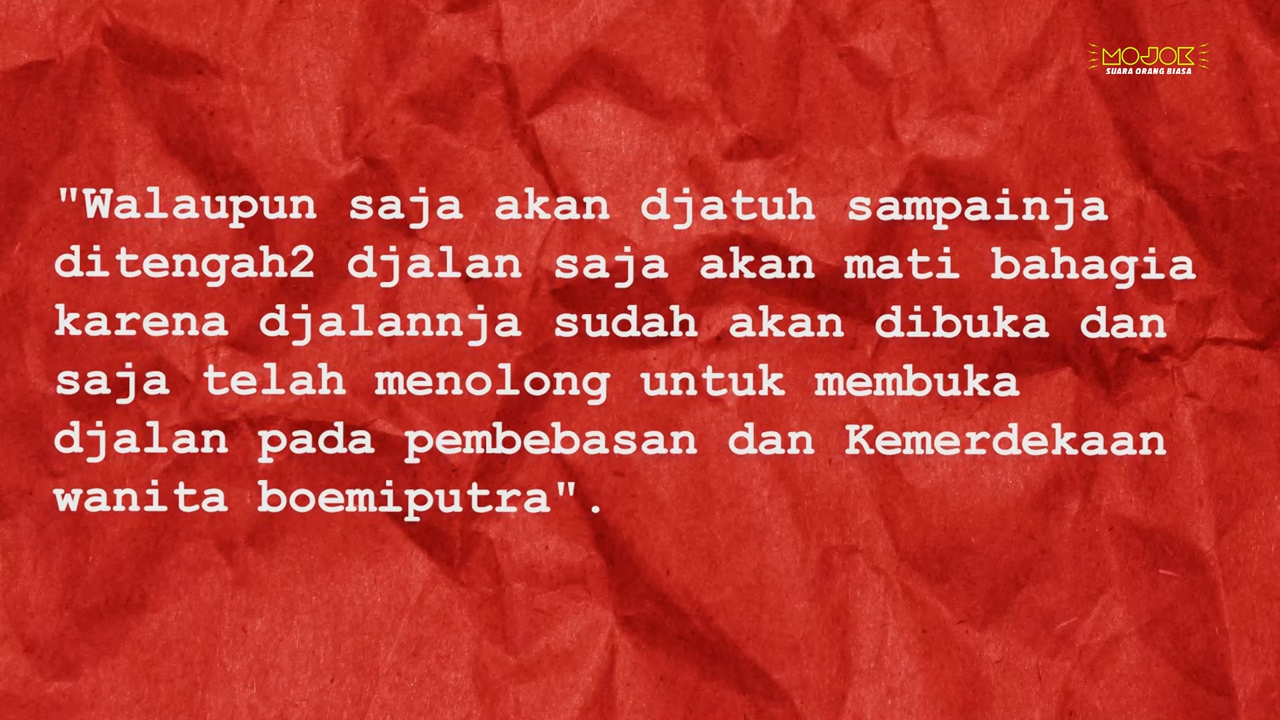 MOJOK
SUARA ORANG BIASA
"Walaupun saja akan djatuh sampainja
ditengah2 djalan saja akan mati bahagia
karena djalannja sudah akan dibuka dan
saja telah menolong untuk membuka
djalan pada pembebasan dan Kemerdekaan
wanita boemiputra".